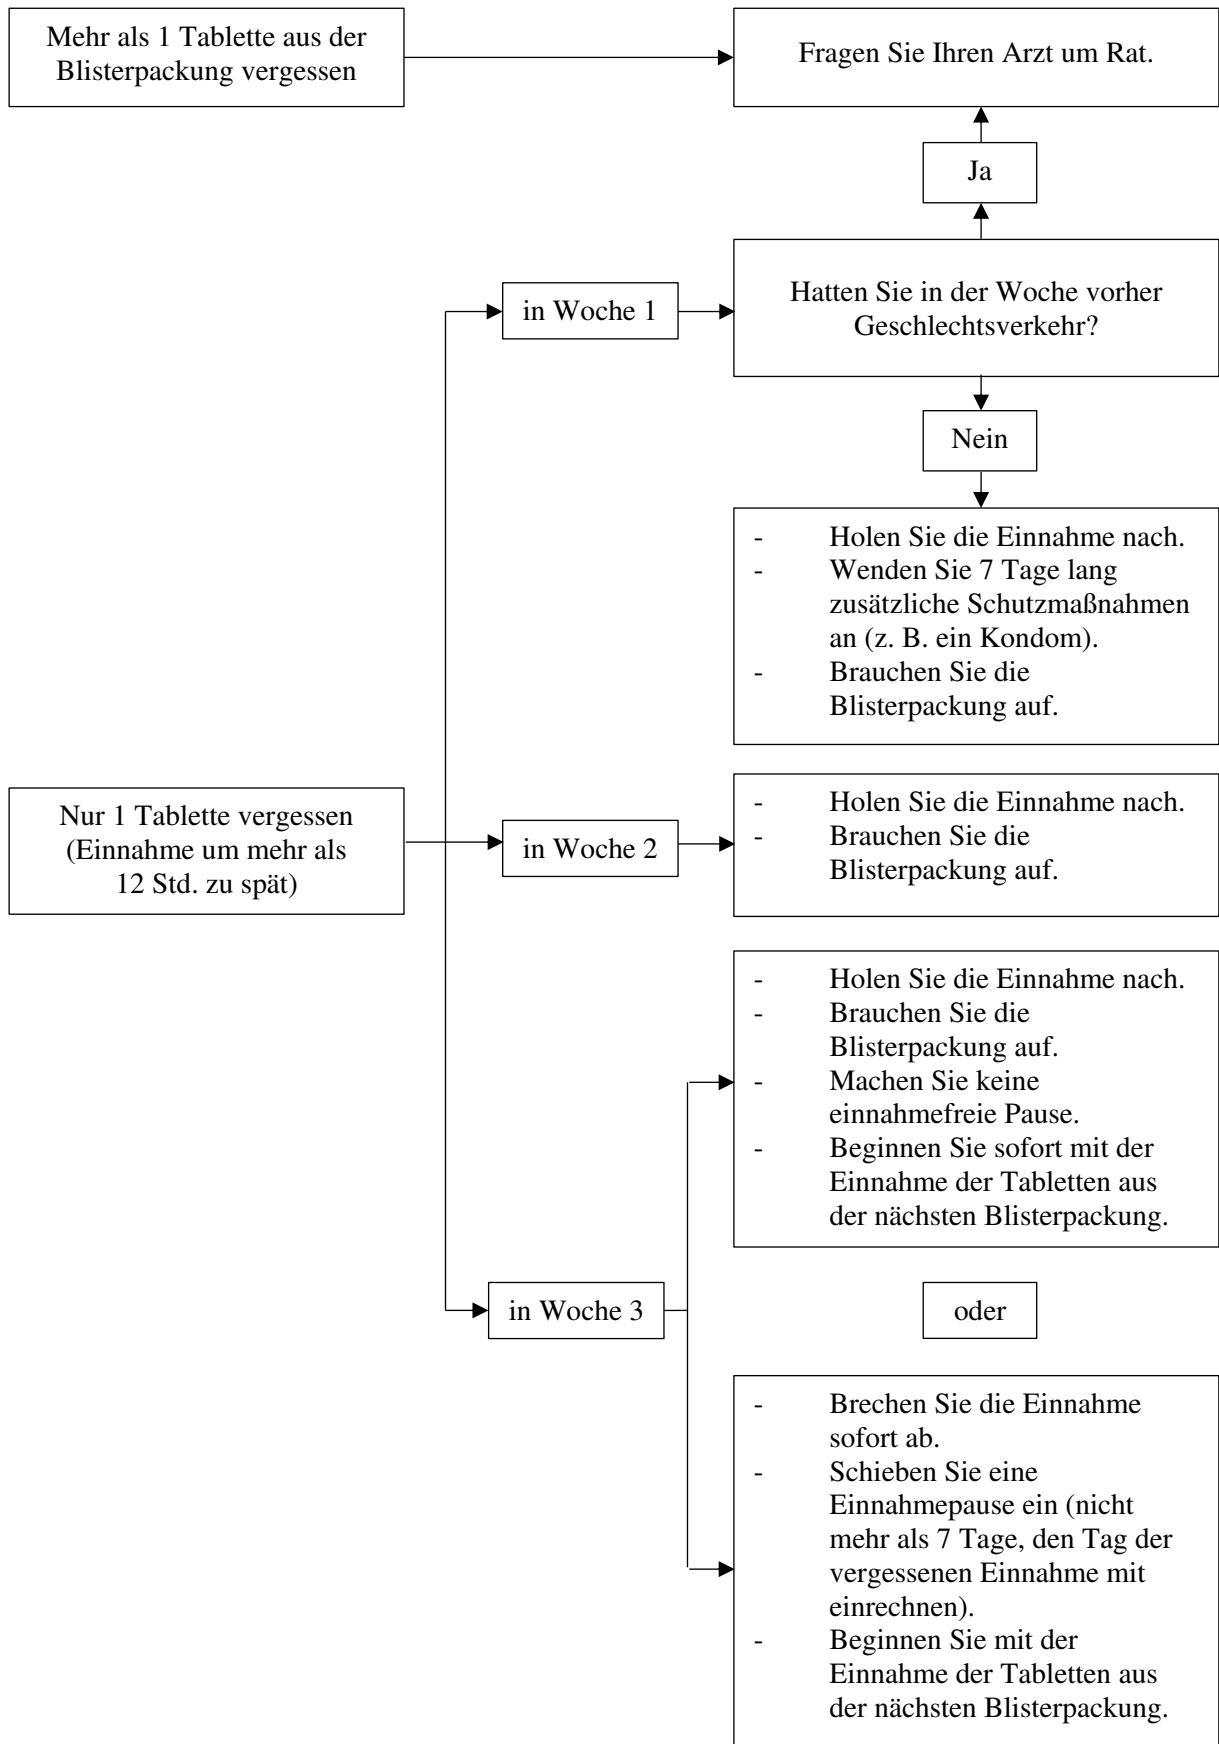 Mehr als 1 Tablette aus der
Blisterpackung vergessen
Fragen Sie Ihren Arzt um Rat.
Ja
in Woche 1
Hatten Sie in der Woche vorher
Geschlechtsverkehr?
Nein
- Holen Sie die Einnahme nach.
- Wenden Sie 7 Tage lang
zusätzliche Schutzmaßnahmen
an (z. B. ein Kondom).
- Brauchen Sie die
Blisterpackung auf.
Nur 1 Tablette vergessen
(Einnahme um mehr als
12 Std. zu spät)
in Woche 2
- Holen Sie die Einnahme nach.
- Brauchen Sie die
Blisterpackung auf.
- Holen Sie die Einnahme nach.
- Brauchen Sie die
Blisterpackung auf.
- Machen Sie keine
einnahmefreie Pause.
- Beginnen Sie sofort mit der
Einnahme der Tabletten aus
der nächsten Blisterpackung.
in Woche 3
oder
- Brechen Sie die Einnahme
sofort ab.
- Schieben Sie eine
Einnahmepause ein (nicht
mehr als 7 Tage, den Tag der
vergessenen Einnahme mit
einrechnen).
- Beginnen Sie mit der
Einnahme der Tabletten aus
der nächsten Blisterpackung.